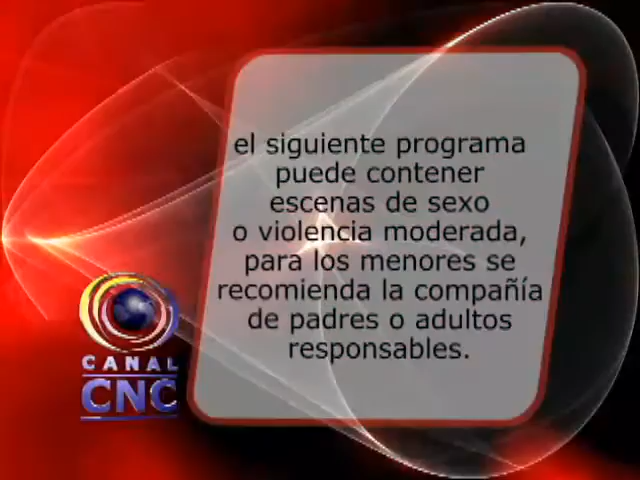 el siguiente programa
puede contener
escenas de sexo
o violencia moderada,
para los menores se
recomienda la compañía
de padres o adultos
responsables.
CANAL
CNC